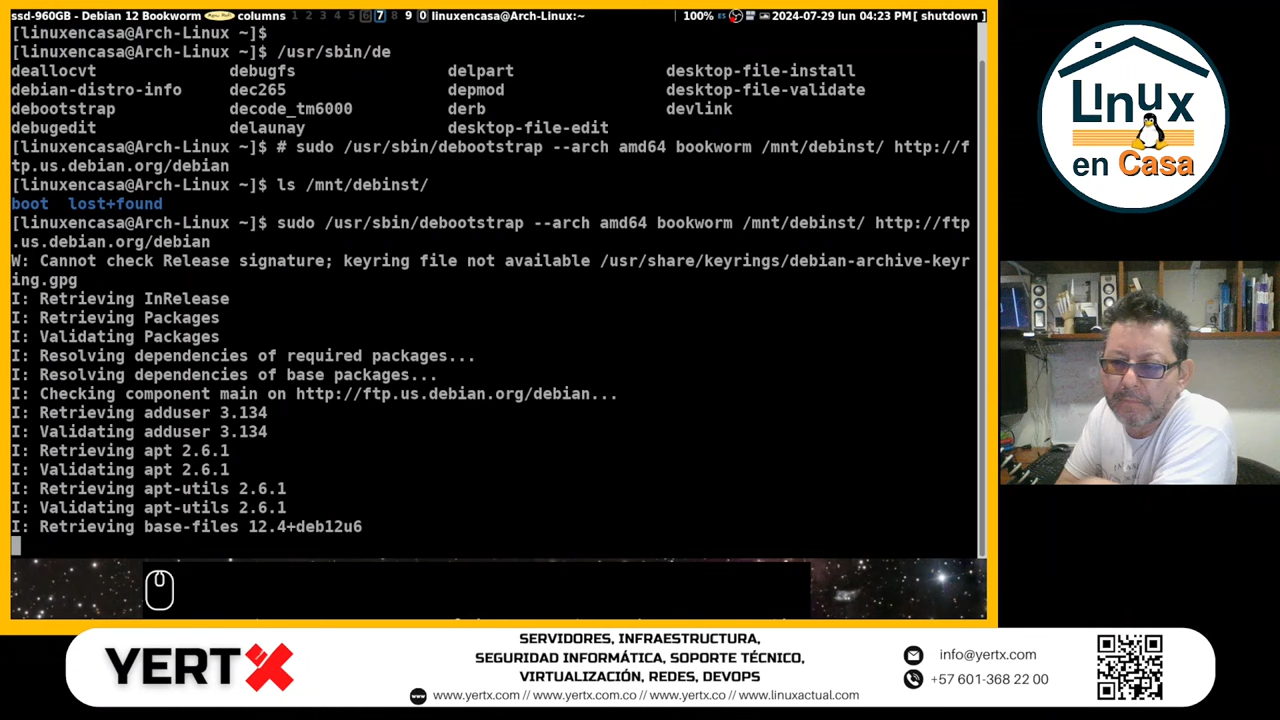 ssd-960GB - Debian 12 Bookworm columns 1 2 3 4 5 6 7 8 9 0 linuxencasa@Arch-Linux:~ 100% ES 2024-07-29 lun 04:23 PM[ shutdown ]
[linuxencasa@Arch-Linux ~]$
[linuxencasa@Arch-Linux ~]$ /usr/sbin/de
deallocvt debugfs delpart desktop-file-install
debian-distro-info dec265 depmod desktop-file-validate
debootstrap decode_tm6000 derb devlink
debugedit delaunay desktop-file-edit
[linuxencasa@Arch-Linux ~]$ # sudo /usr/sbin/debootstrap --arch amd64 bookworm /mnt/debinst/ http://f
tp.us.debian.org/debian
[linuxencasa@Arch-Linux ~]$ ls /mnt/debinst/
boot lost+found
[linuxencasa@Arch-Linux ~]$ sudo /usr/sbin/debootstrap --arch amd64 bookworm /mnt/debinst/ http://ftp
.us.debian.org/debian
W: Cannot check Release signature; keyring file not available /usr/share/keyrings/debian-archive-keyr
ing.gpg
I: Retrieving InRelease
I: Retrieving Packages
I: Validating Packages
I: Resolving dependencies of required packages...
I: Resolving dependencies of base packages...
I: Checking component main on http://ftp.us.debian.org/debian...
I: Retrieving adduser 3.134
I: Validating adduser 3.134
I: Retrieving apt 2.6.1
I: Validating apt 2.6.1
I: Retrieving apt-utils 2.6.1
I: Validating apt-utils 2.6.1
I: Retrieving base-files 12.4+deb12u6
Linux
en Casa
YERTX
SERVIDORES, INFRAESTRUCTURA,
SEGURIDAD INFORMÁTICA, SOPORTE TÉCNICO,
VIRTUALIZACIÓN, REDES, DEVOPS
www.yertx.com // www.yertx.com.co // www.yertx.co // www.linuxactual.com
info@yertx.com
+57 601-368 22 00